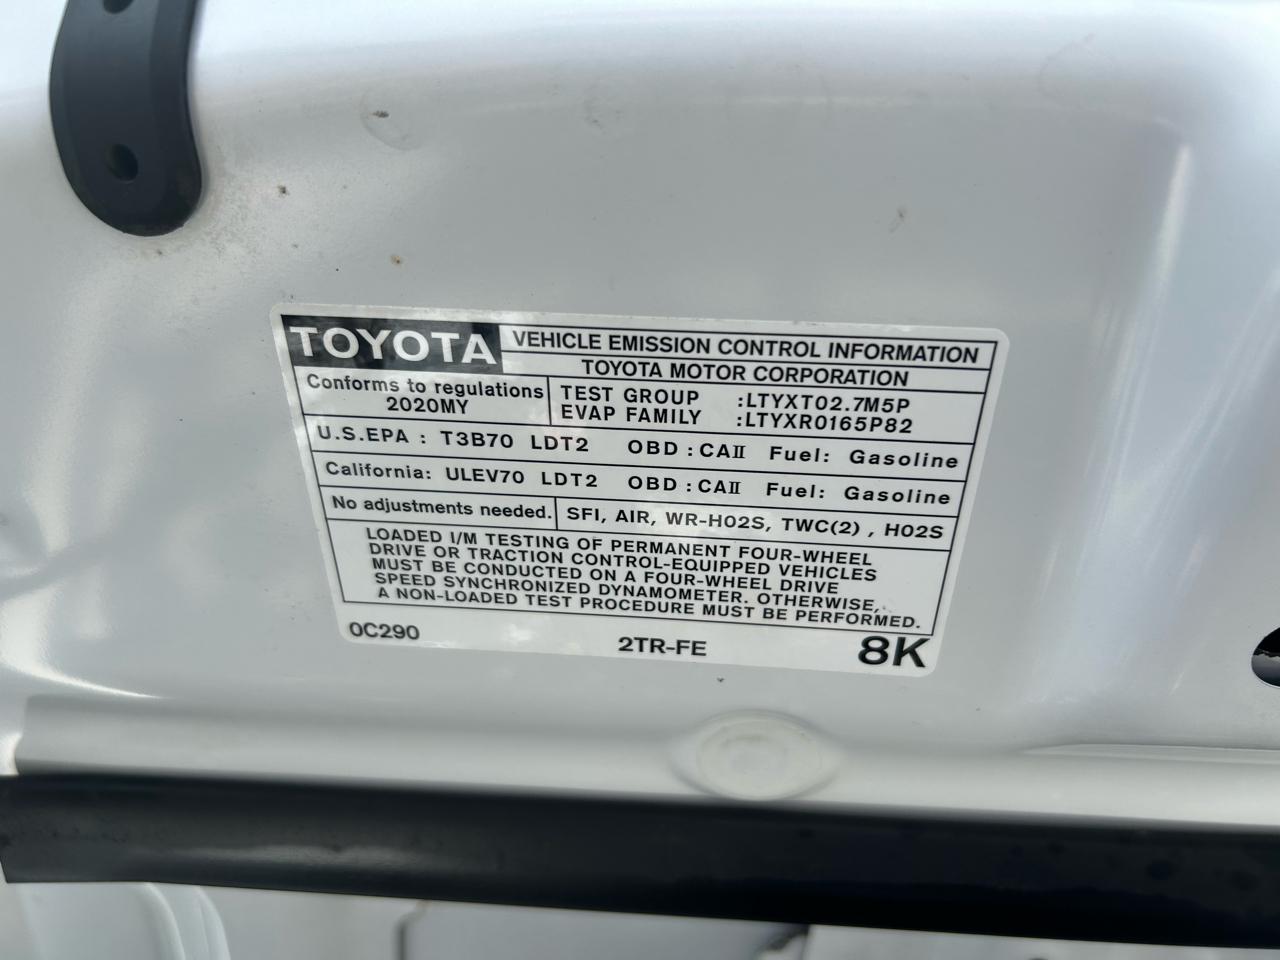 TOYOTA VEHICLE EMISSION CONTROL INFORMATION
TOYOTA MOTOR CORPORATION
Conforms to regulations
2020MY
TEST GROUP :LTYXT02.7M5P
EVAP FAMILY :LTYXR0165P82
U.S.EPA : T3B70 LDT2 OBD : CAⅡ Fuel: Gasoline
California: ULEV70 LDT2 OBD : CAⅡ Fuel: Gasoline
No adjustments needed. SFI, AIR, WR-HO2S, TWC(2) , HO2S
LOADED I/M TESTING OF PERMANENT FOUR-WHEEL
DRIVE OR TRACTION CONTROL-EQUIPPED VEHICLES
MUST BE CONDUCTED ON A FOUR-WHEEL DRIVE
SPEED SYNCHRONIZED DYNAMOMETER. OTHERWISE,
A NON-LOADED TEST PROCEDURE MUST BE PERFORMED.
0C290 2TR-FE 8K